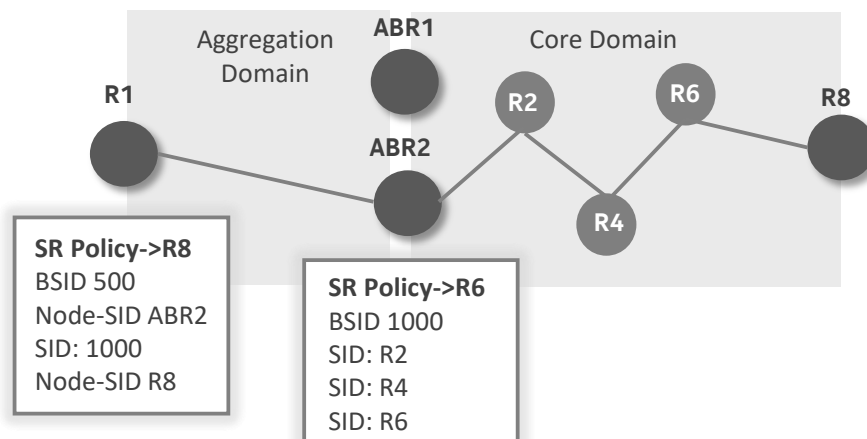 Aggregation
Domain
ABR1
Core Domain
R1
R2
R6
R8
ABR2
R4
SR Policy->R8
BSID 500
Node-SID ABR2
SID: 1000
Node-SID R8
SR Policy->R6
BSID 1000
SID: R2
SID: R4
SID: R6